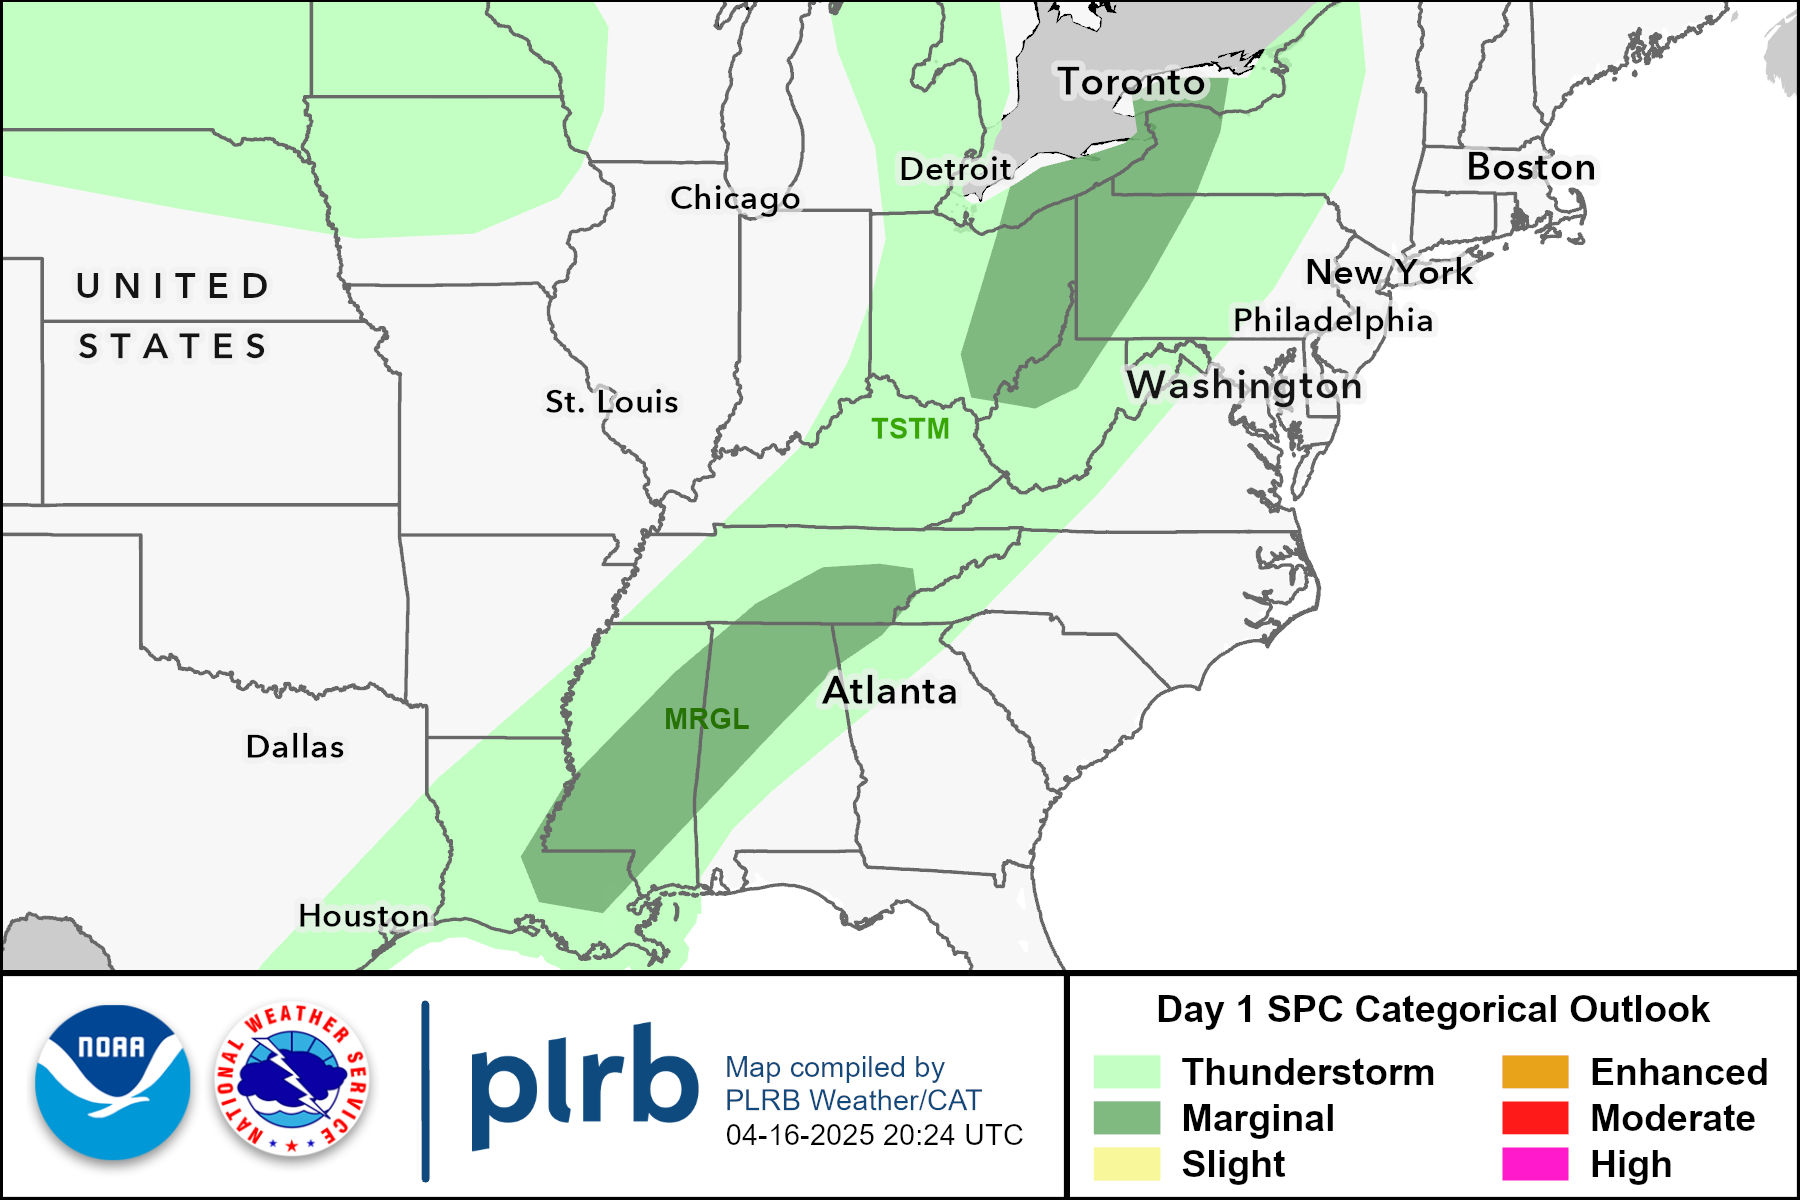 Toronto
Detroit
Boston
Chicago
UNITED
STATES
New York
Philadelphia
Washington
St. Louis
TSTM
Atlanta
MRGL
Dallas
Houston
NOAA
NATIONAL WEATHER SERVICE
plrb
Map compiled by
PLRB Weather/CAT
04-16-2025 20:24 UTC
Day 1 SPC Categorical Outlook
Thunderstorm
Marginal
Slight
Enhanced
Moderate
High